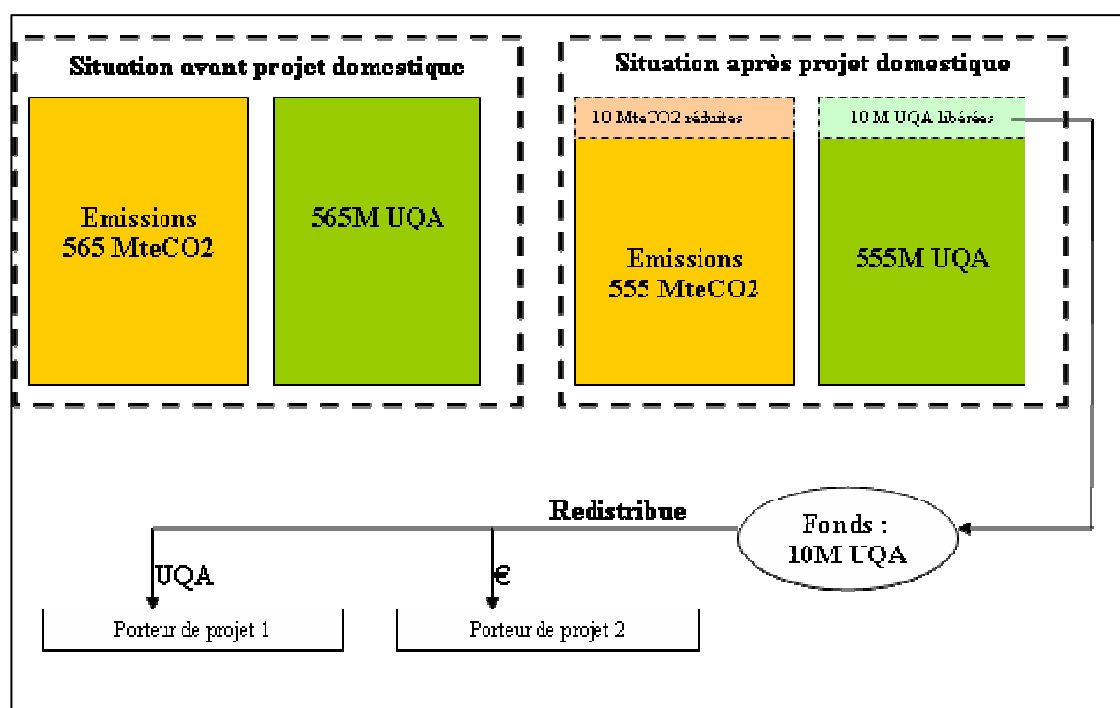 Situation avant projet domestique
Emissions
565 MteCO2
565M UQA
Situation après projet domestique
10 MteCO2 réduites
10 M UQA libérées
Emissions
555 MteCO2
555M UQA
Redistribue
Fonds :
10M UQA
UQA
€
Porteur de projet 1
Porteur de projet 2